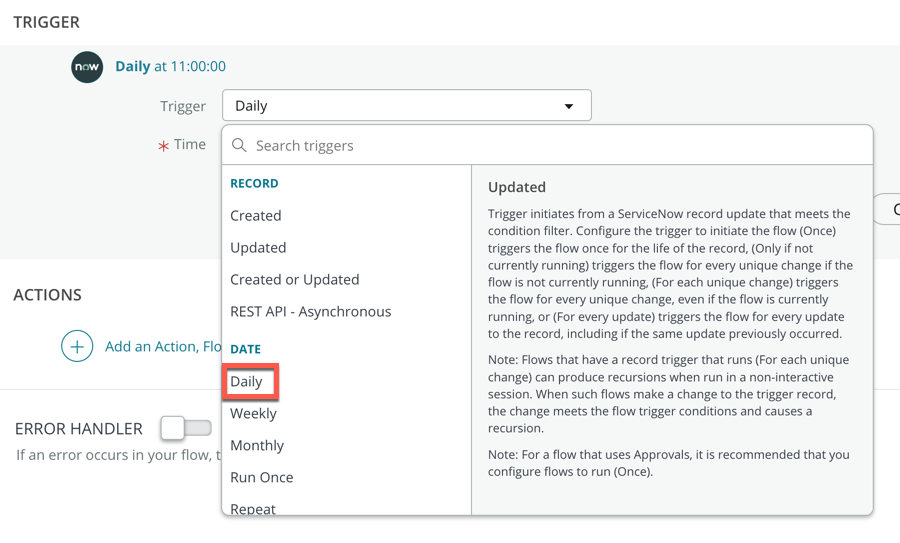 TRIGGER
now
Daily at 11:00:00
Trigger
Daily
* Time
Search triggers
RECORD
Created
Updated
Created or Updated
REST API - Asynchronous
DATE
Daily
Weekly
Monthly
Run Once
Repeat
Updated
Trigger initiates from a ServiceNow record update that meets the
condition filter. Configure the trigger to initiate the flow (Once)
triggers the flow once for the life of the record, (Only if not
currently running) triggers the flow for every unique change if the
flow is not currently running, (For each unique change) triggers
the flow for every unique change, even if the flow is currently
running, or (For every update) triggers the flow for every update
to the record, including if the same update previously occurred.
Note: Flows that have a record trigger that runs (For each unique
change) can produce recursions when run in a non-interactive
session. When such flows make a change to the trigger record,
the change meets the flow trigger conditions and causes a
recursion.
Note: For a flow that uses Approvals, it is recommended that you
configure flows to run (Once).
ACTIONS
Add an Action, Flo
ERROR HANDLER
If an error occurs in your flow, t